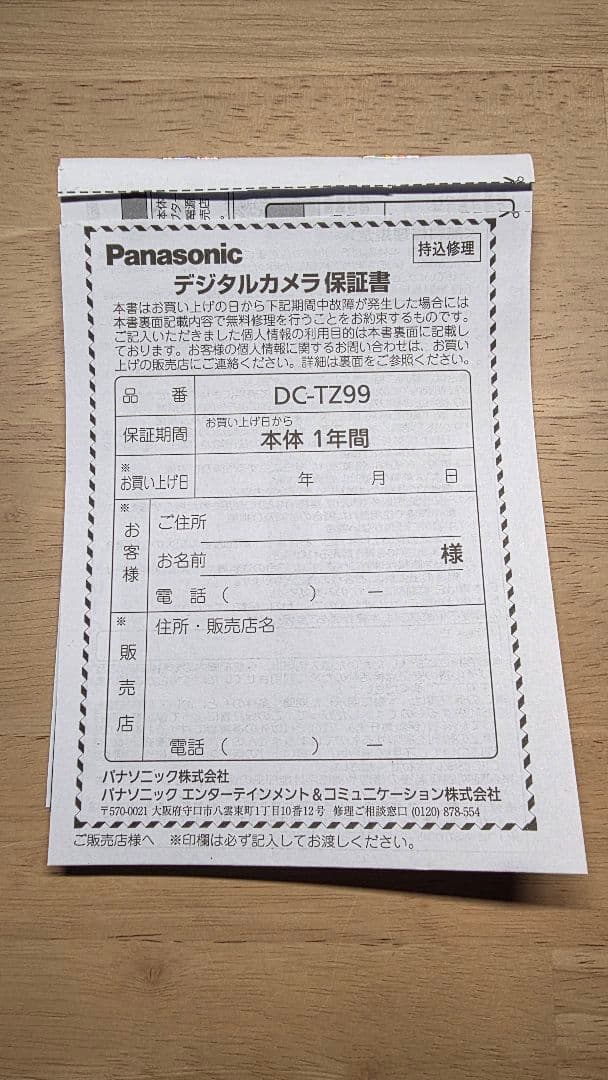 Panasonic
持込修理
デジタルカメラ保証書
本書はお買い上げの日から下記期間中故障が発生した場合には
本書裏面記載内容で無料修理を行うことをお約束するものです。
ご記入いただきました個人情報の利用目的は本書裏面に記載し
ております。お客様の個人情報に関するお問い合わせは、お買い
上げの販売店にご連絡ください。詳細は裏面をご参照ください。
品 番 DC-TZ99
保証期間 お買い上げ日から
本体 1年間
※お買い上げ日 年 月 日
※お客様
ご住所
お名前 様
電 話 ( ) ー
※販売店
住所・販売店名
電話 ( ) ー
パナソニック株式会社
パナソニック エンターテインメント&コミュニケーション株式会社
〒570-0021 大阪府守口市八雲東町1丁目10番12号 修理ご相談窓口 (0120) 878-554
ご販売店様へ ※印欄は必ず記入してお渡しください。